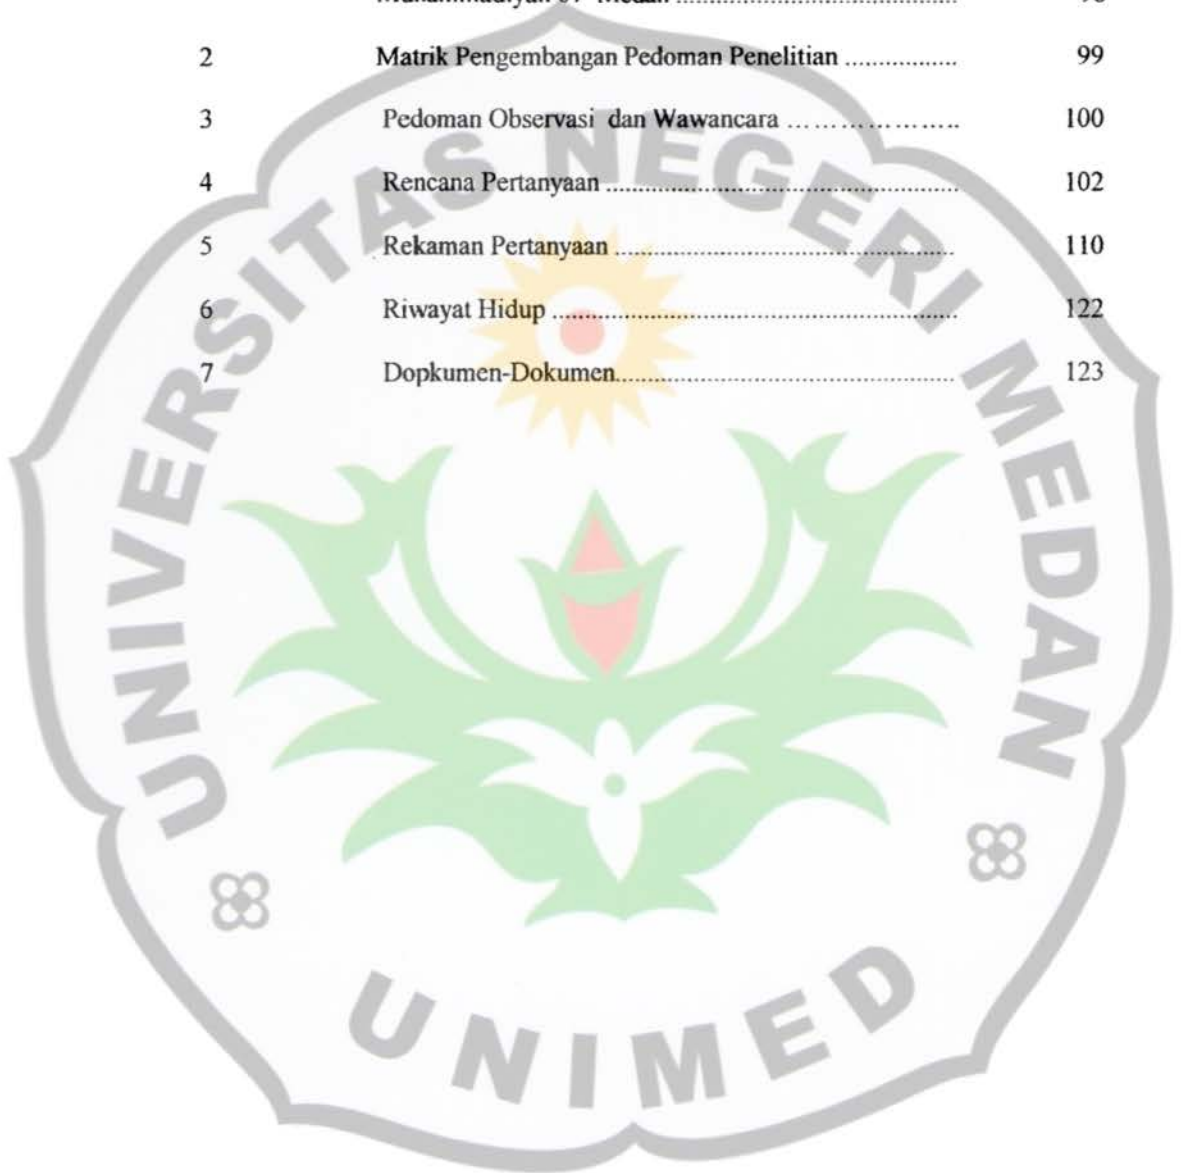 Medan ........................................
2 Matrik Pengembangan Pedoman Penelitian ................. 99
3 Pedoman Observasi dan Wawancara ........................ 100
4 Rencana Pertanyaan .................................................... 102
5 Rekaman Pertanyaan .................................................. 110
6 Riwayat Hidup ............................................................ 122
7 Dopkumen-Dokumen.................................................. 123
UNIVERSITAS NEGERI MEDAN
UNIMED